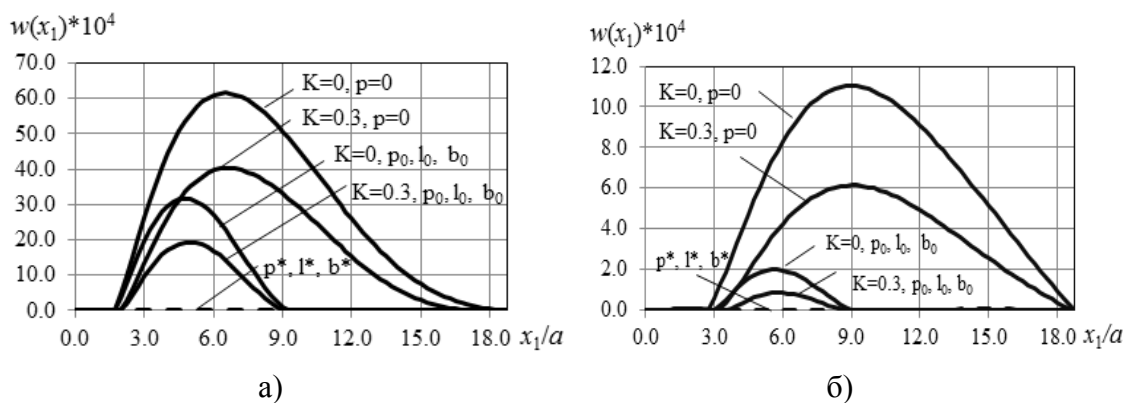 w(x₁)*10⁴
70.0
60.0
50.0
40.0
30.0
20.0
10.0
0.0
K=0, p=0
K=0.3, p=0
K=0, p₀, l₀, b₀
K=0.3, p₀, l₀, b₀
p*, l*, b*
0.0 3.0 6.0 9.0 12.0 15.0 18.0 x₁/a
а)
w(x₁)*10⁴
12.0
10.0
8.0
6.0
4.0
2.0
0.0
K=0, p=0
K=0.3, p=0
K=0, p₀, l₀, b₀
p*, l*, b*
K=0.3, p₀, l₀, b₀
0.0 3.0 6.0 9.0 12.0 15.0 18.0 x₁/a
б)